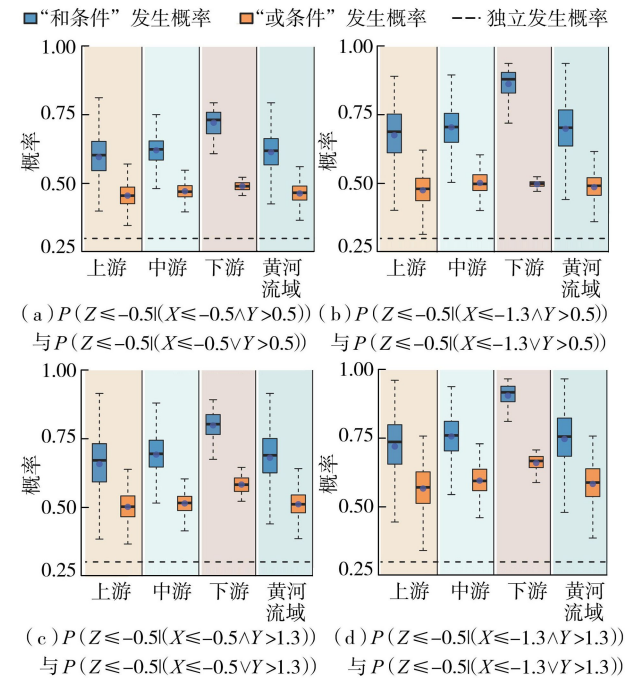 “和条件”发生概率 “或条件”发生概率 独立发生概率
1.00 1.00
0.75 0.75
概率 概率
0.50 0.50
0.25 0.25
上游 中游 下游 黄河 上游 中游 下游 黄河
流域 流域
(a)P(Z≤-0.5|(X≤-0.5∧Y>0.5)) (b)P(Z≤-0.5|(X≤-1.3∧Y>0.5))
与P(Z≤-0.5|(X≤-0.5∨Y>0.5)) 与P(Z≤-0.5|(X≤-1.3∨Y>0.5))
1.00 1.00
0.75 0.75
概率 概率
0.50 0.50
0.25 0.25
上游 中游 下游 黄河 上游 中游 下游 黄河
流域 流域
(c)P(Z≤-0.5|(X≤-0.5∧Y>1.3)) (d)P(Z≤-0.5|(X≤-1.3∧Y>1.3))
与P(Z≤-0.5|(X≤-0.5∨Y>1.3)) 与P(Z≤-0.5|(X≤-1.3∨Y>1.3))